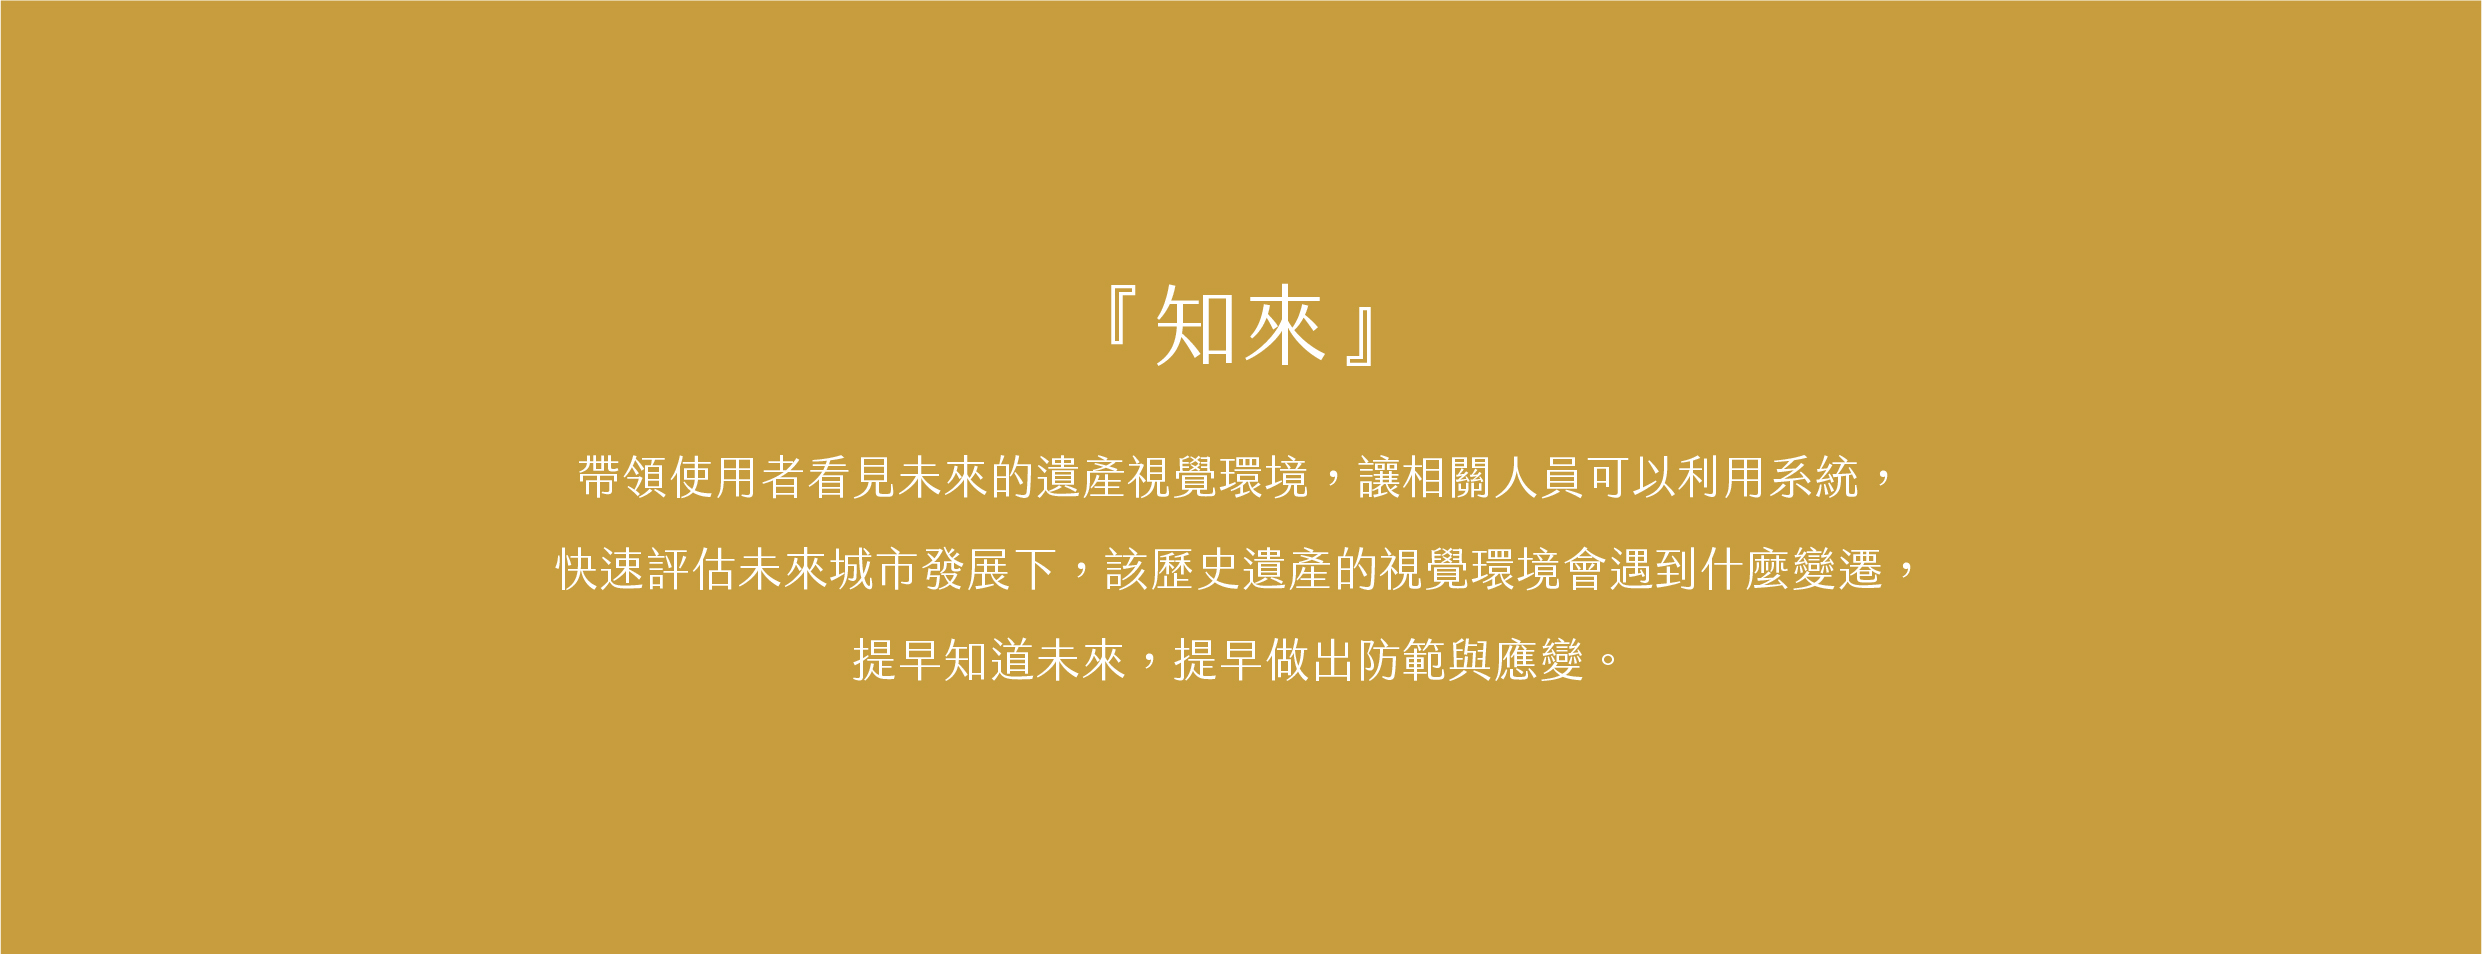 『知來』
帶領使用者看見未來的遺產視覺環境，讓相關人員可以利用系統，
快速評估未來城市發展下，該歷史遺產的視覺環境會遇到什麼變遷，
提早知道未來，提早做出防範與應變。